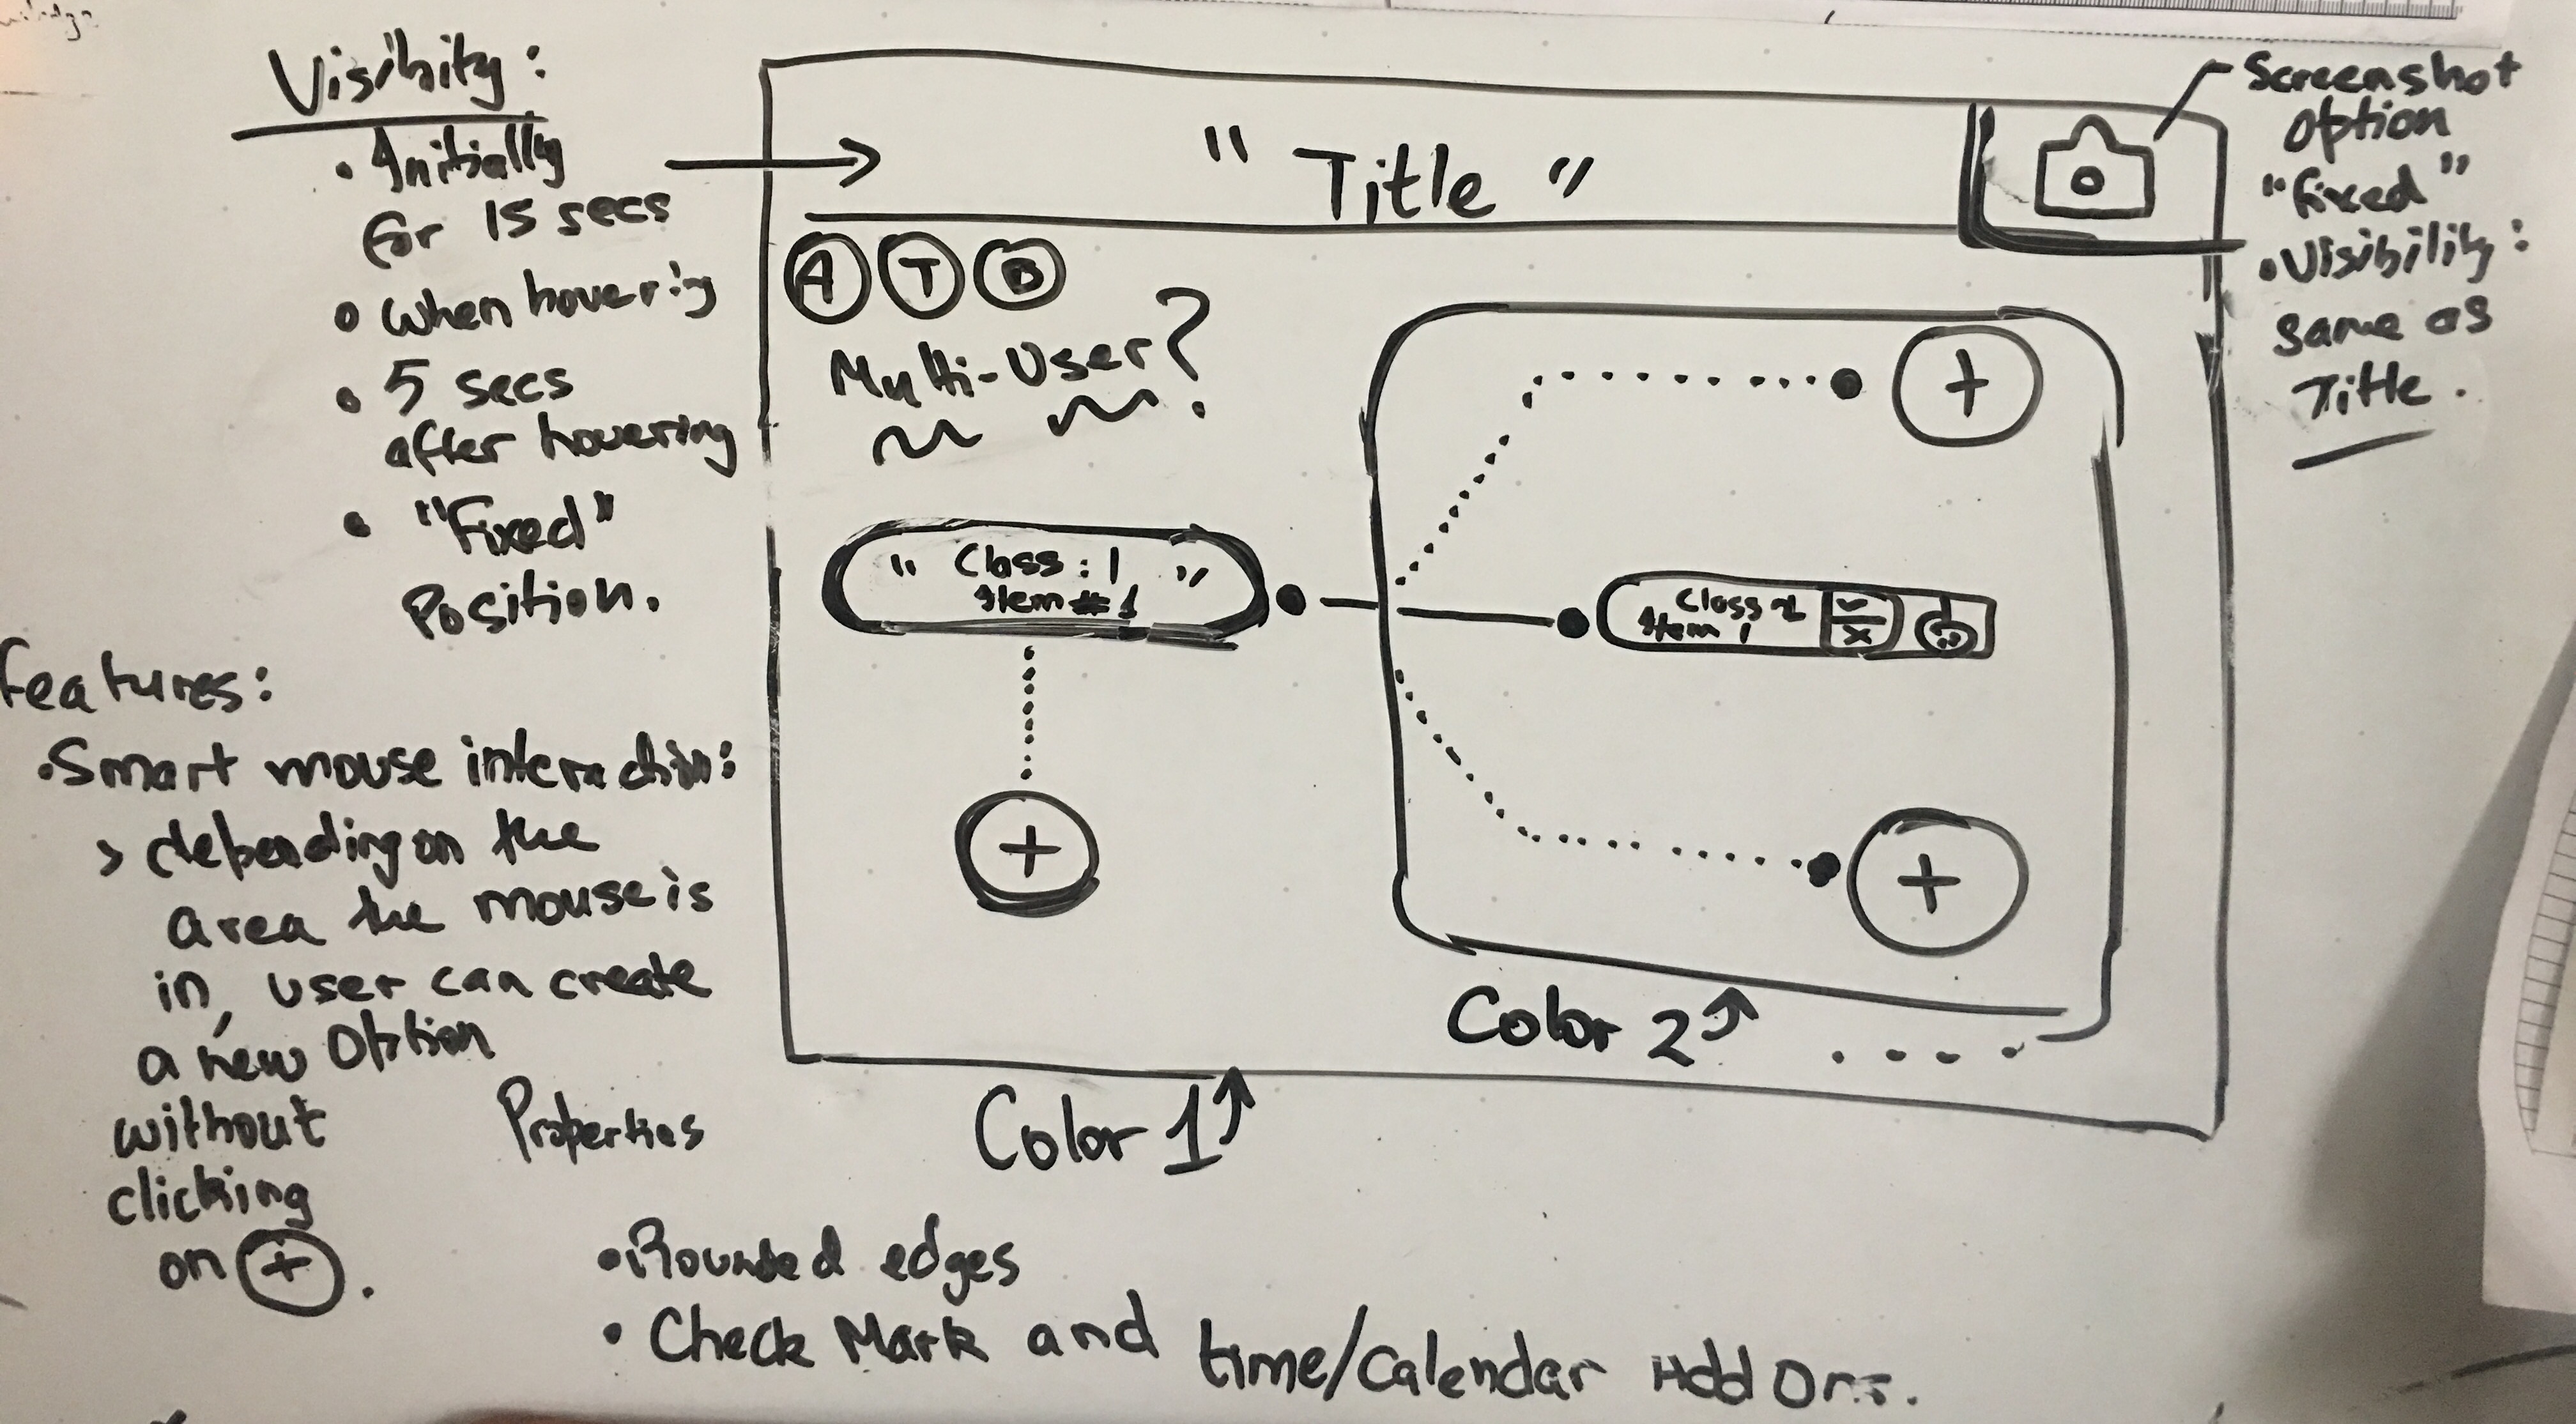 Visibility:
• Initially
for 15 secs
• when hovering
• 5 secs
after hovering
• "Fixed"
Position.
Features:
• Smart mouse interaction:
> depending on the
area the mouse is
in, user can create
a new Option
without
clicking
on +.
" Title "
A T B
Multi-User?
" Class: 1 "
Item #1
+
+
Class 2
Item 1
✓
x
+
Color 2
. . . .
Color 1
Screenshot
Option
"fixed"
• Visibility:
same as
Title.
Properties
• Rounded edges
• Check Mark and time/Calendar Add Ons.